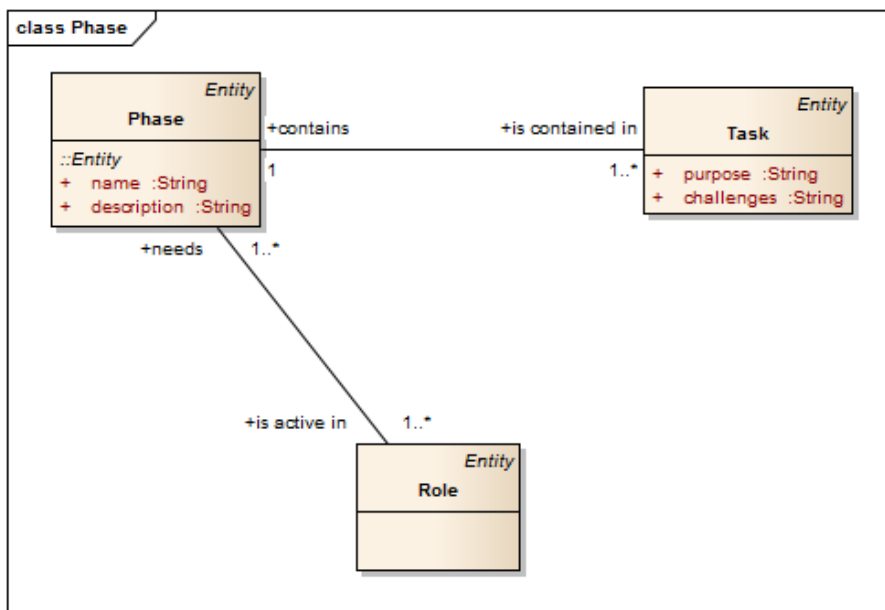 class Phase
Entity
Phase
::Entity
+ name :String
+ description :String
+contains
1
+is contained in
1..*
Entity
Task
+ purpose :String
+ challenges :String
+needs
1..*
+is active in
1..*
Entity
Role